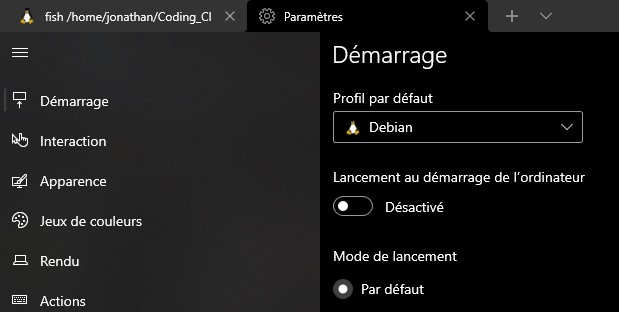 fish /home/jonathan/Coding_Cl
Paramètres
Démarrage
Interaction
Apparence
Jeux de couleurs
Rendu
Actions
Démarrage
Profil par défaut
Debian
Lancement au démarrage de l'ordinateur
Désactivé
Mode de lancement
Par défaut